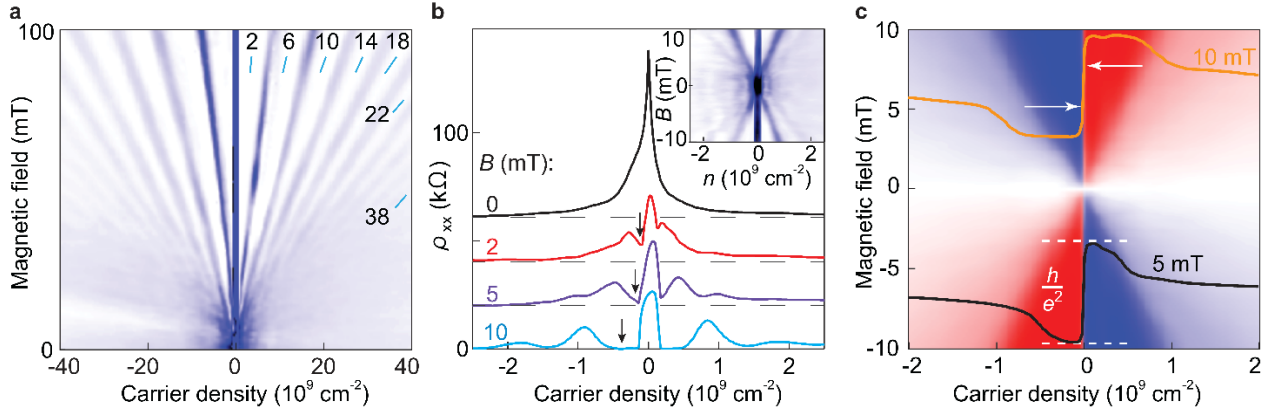 a
100
50
0
Magnetic field (mT)
2 6 10 14 18
22
38
-40 -20 0 20 40
Carrier density (10⁹ cm⁻²)
b
100
0
ρxx (kΩ)
B (mT):
0
2
5
10
-2 -1 0 1 2
Carrier density (10⁹ cm⁻²)
10
0
-10
B (mT)
-2 0 2
n (10⁹ cm⁻²)
c
10
5
0
-5
-10
Magnetic field (mT)
10 mT
5 mT
h
e²
-2 -1 0 1 2
Carrier density (10⁹ cm⁻²)